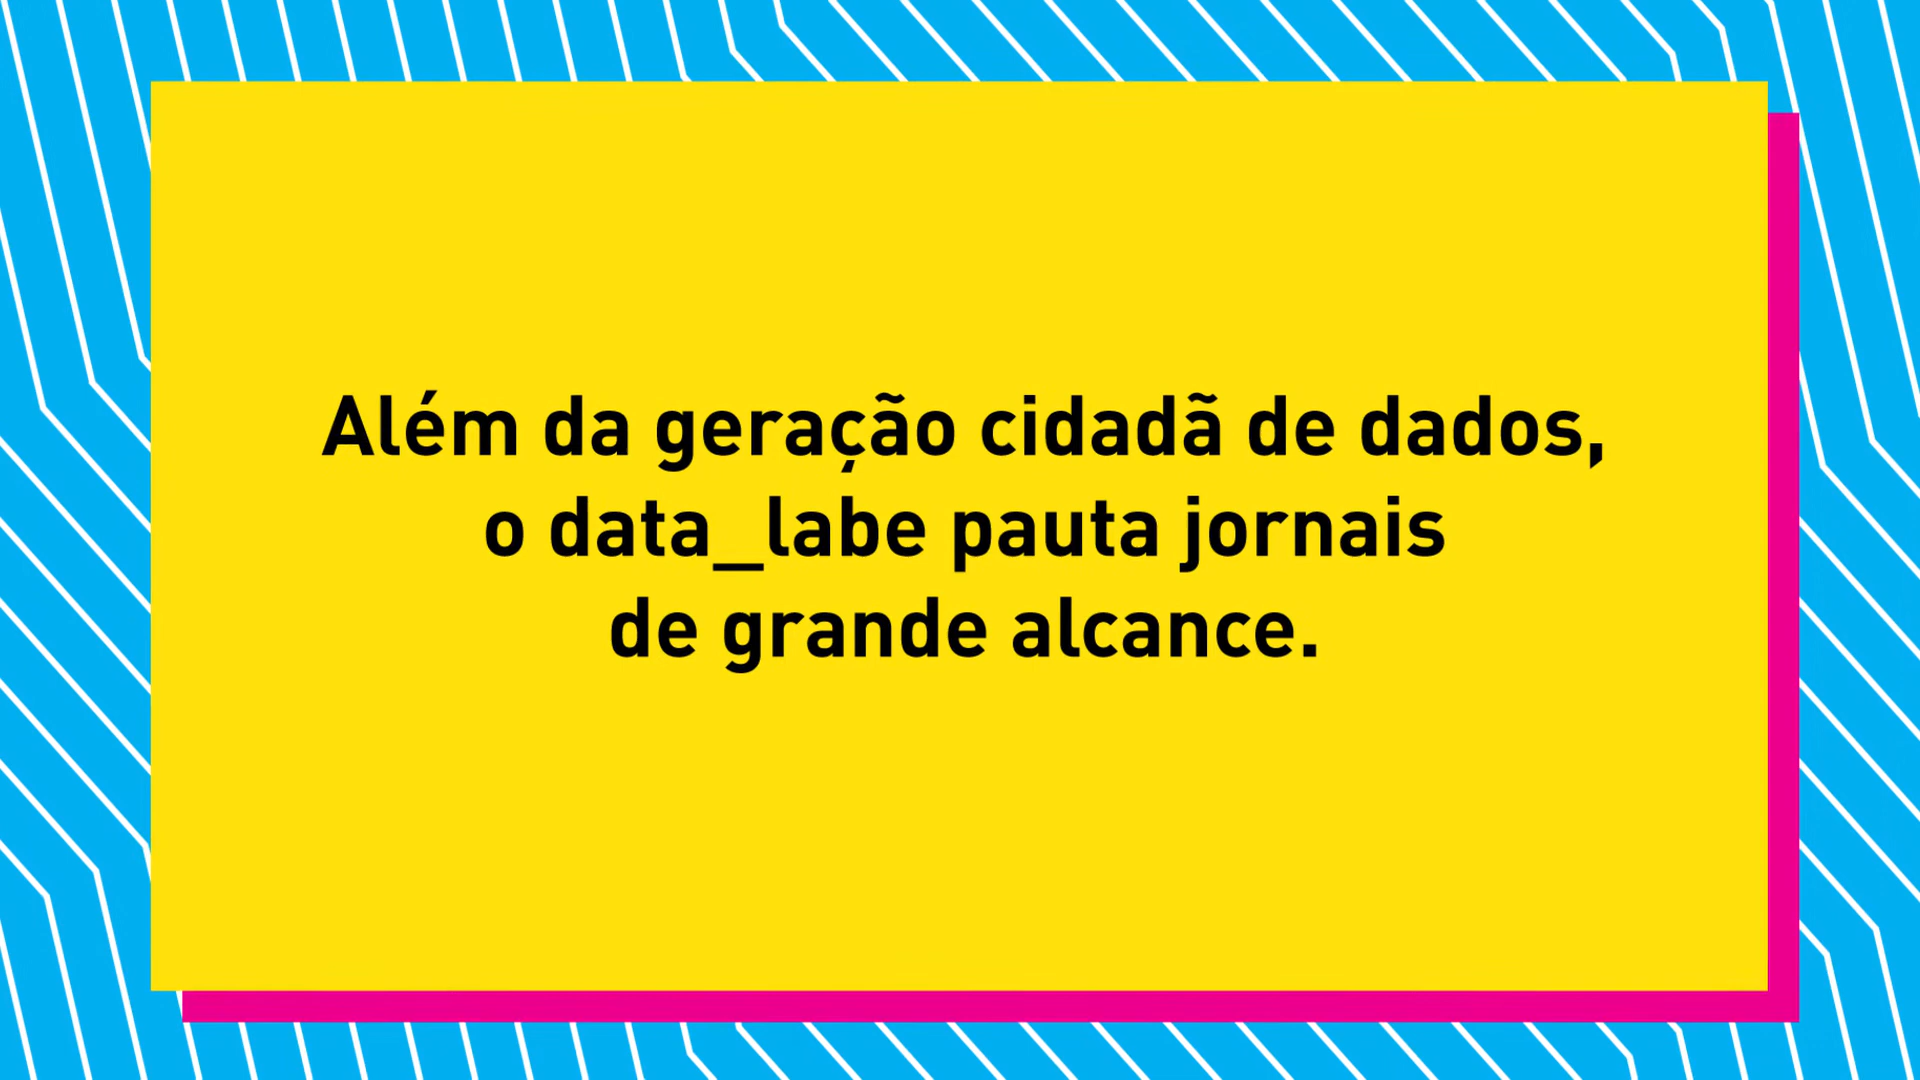 Além da geração cidadã de dados,
o data_labe pauta jornais
de grande alcance.